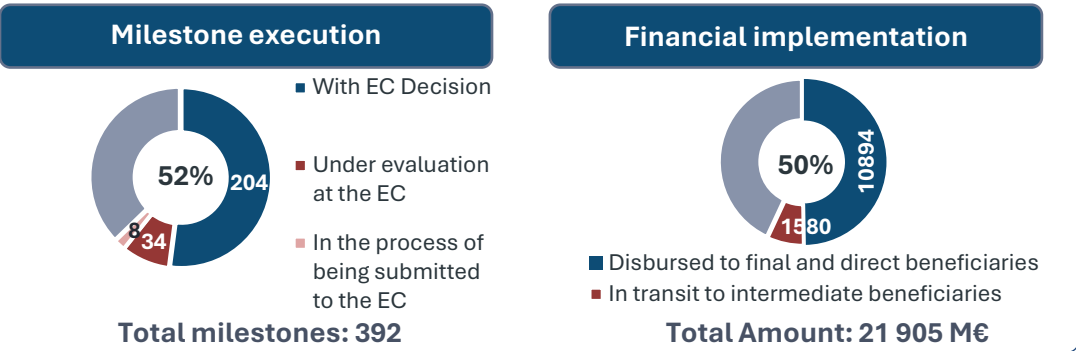 Milestone execution
52%
204
34
8
With EC Decision
Under evaluation
at the EC
In the process of
being submitted
to the EC
Total milestones: 392
Financial implementation
50%
10894
1580
Disbursed to final and direct beneficiaries
In transit to intermediate beneficiaries
Total Amount: 21 905 M€